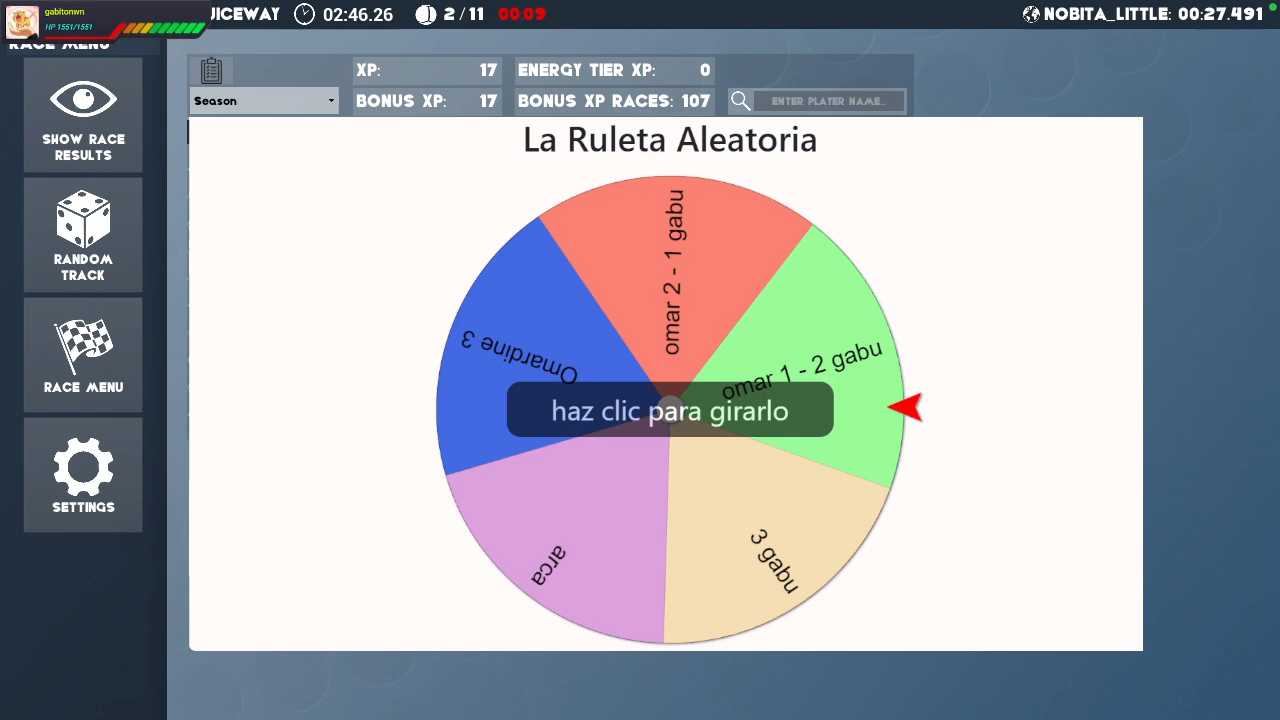 gabitonwn
HP 1551/1551
UICEWAY
02:46.26
2 / 11
00:09
NOBITA_LITTLE: 00:27.491
RACE MENU
SHOW RACE
RESULTS
RANDOM
TRACK
RACE MENU
SETTINGS
XP: 17
ENERGY TIER XP: 0
Season
BONUS XP: 17
BONUS XP RACES: 107
ENTER PLAYER NAME...
La Ruleta Aleatoria
omar 2 - 1 gabu
omar 1 - 2 gabu
Omardine 3
haz clic para girarlo
arca
3 gabu